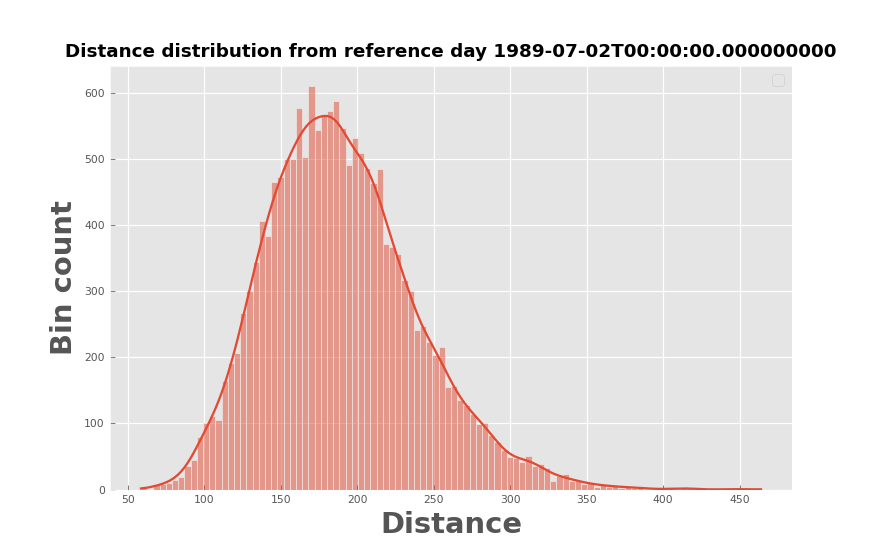 Distance distribution from reference day 1989-07-02T00:00:00.000000000
600
500
400
300
200
100
0
Bin count
50 100 150 200 250 300 350 400 450
Distance